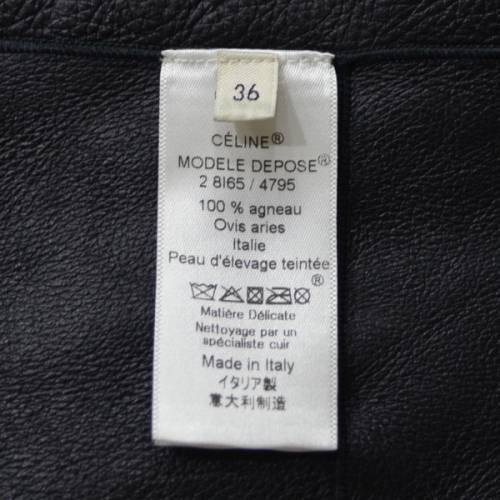 36
CÉLINE®
MODELE DEPOSE®
2 8I65 / 4795
100 % agneau
Ovis aries
Italie
Peau d'élevage teintée
®
Matière Délicate
Nettoyage par un
spécialiste cuir
Made in Italy
イタリア製
意大利制造